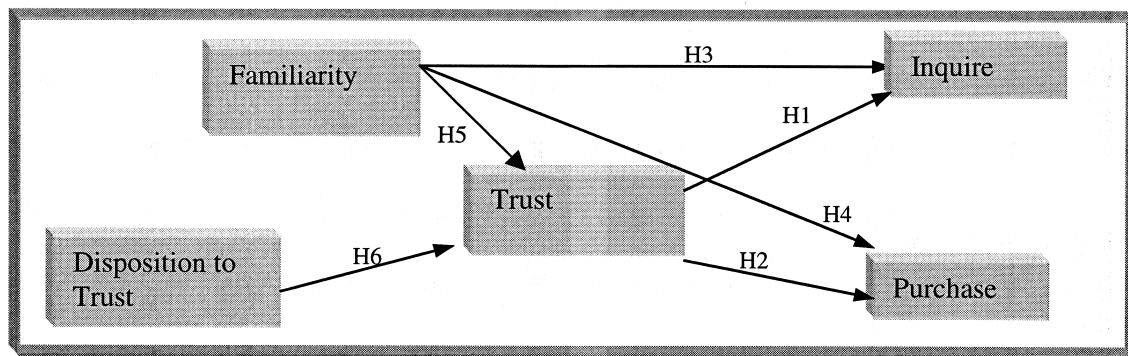 Familiarity
H3
Inquire
H1
H5
Trust
H4
Disposition to
Trust
H6
H2
Purchase